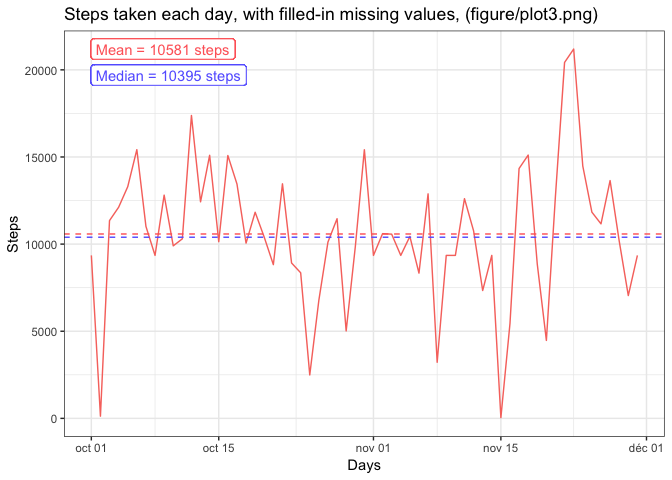 Steps taken each day, with filled-in missing values, (figure/plot3.png)
Mean = 10581 steps
Median = 10395 steps
20000
15000
10000
5000
0
Steps
oct 01
oct 15
nov 01
nov 15
déc 01
Days